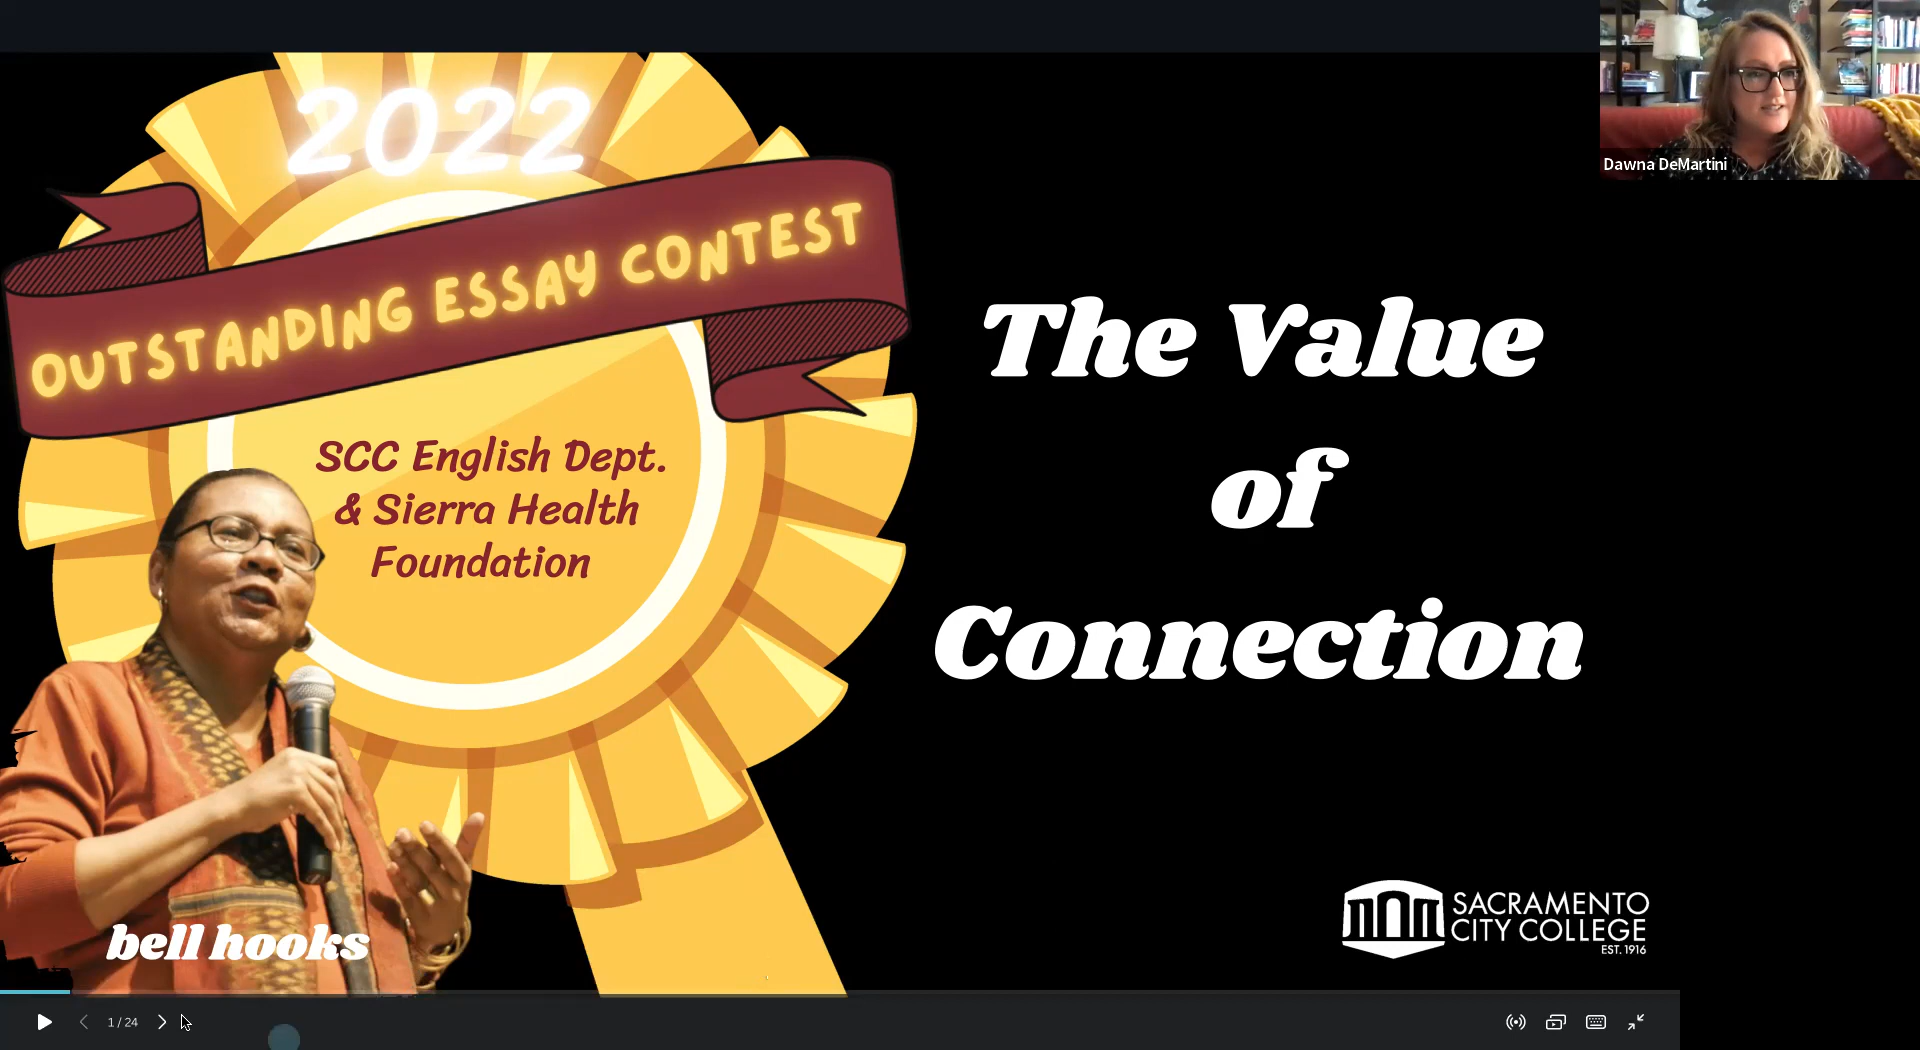 2022
OUTSTANDING ESSAY CONTEST
SCC English Dept.
& Sierra Health
Foundation
bell hooks
The Value
of
Connection
SACRAMENTO
CITY COLLEGE
EST. 1916
Dawna DeMartini
1 / 24